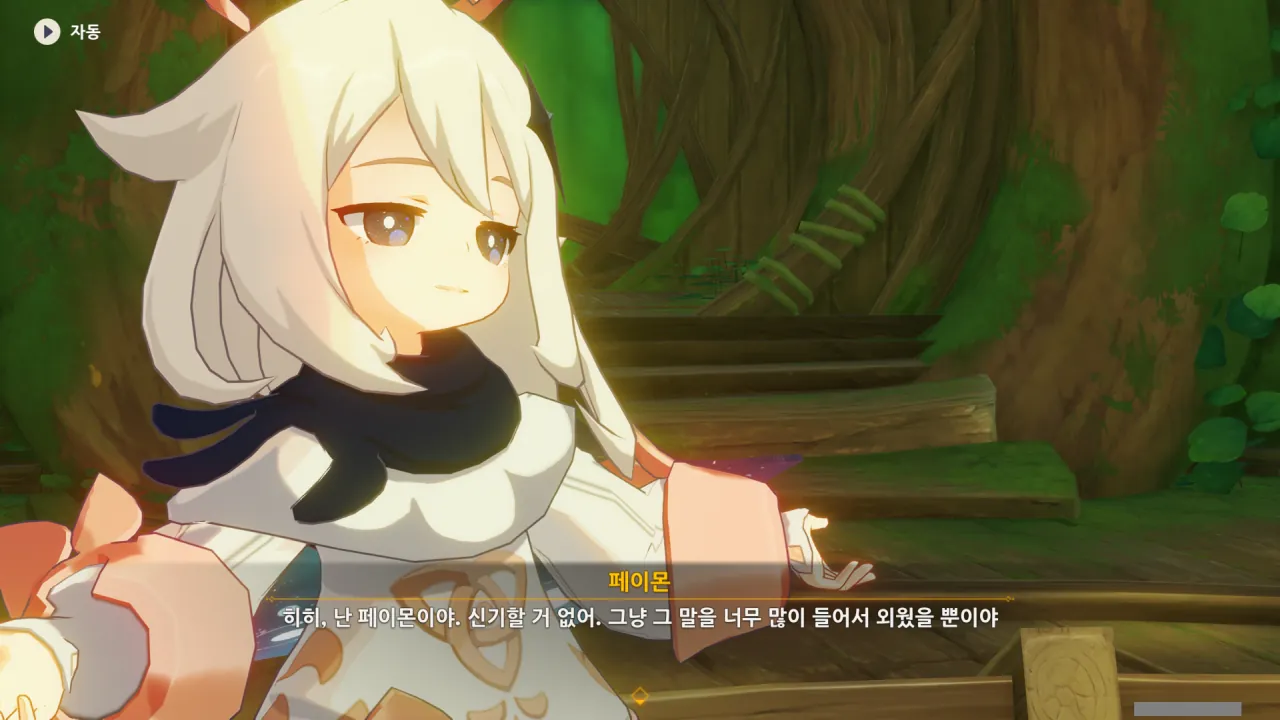 자동
페이몬
히히, 난 페이몬이야. 신기할 거 없어. 그냥 그 말을 너무 많이 들어서 외웠을 뿐이야